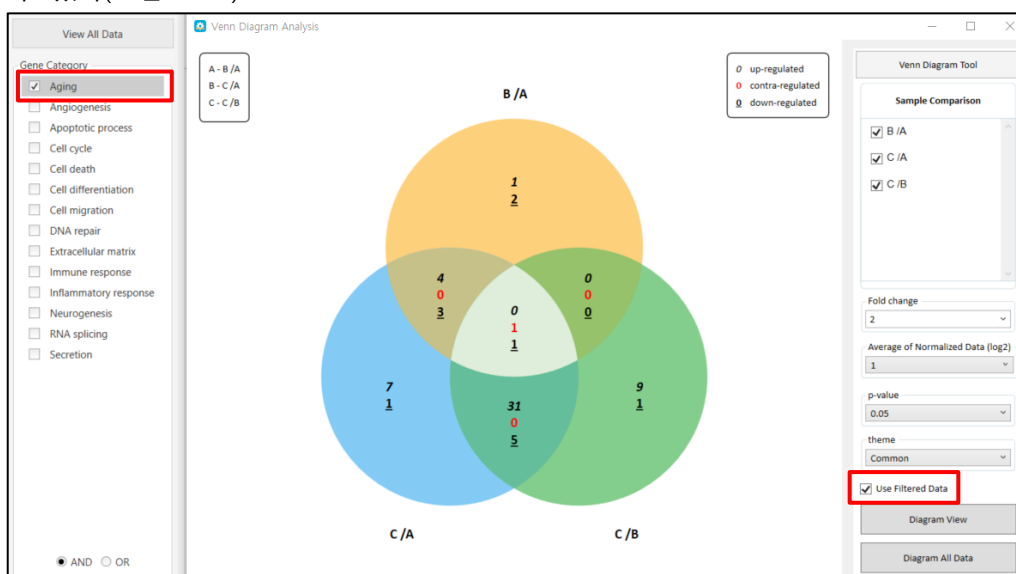 View All Data
Gene Category
Aging
Angiogenesis
Apoptotic process
Cell cycle
Cell death
Cell differentiation
Cell migration
DNA repair
Extracellular matrix
Immune response
Inflammatory response
Neurogenesis
RNA splicing
Secretion
AND OR
Venn Diagram Analysis
A - B /A
B - C /A
C - C /B
0 up-regulated
0 contra-regulated
0 down-regulated
B /A
1
2
4
0
3
0
0
0
0
1
1
7
1
31
0
5
9
1
C /A
C /B
Venn Diagram Tool
Sample Comparison
B /A
C /A
C /B
Fold change
2
Average of Normalized Data (log2)
1
p-value
0.05
theme
Common
Use Filtered Data
Diagram View
Diagram All Data